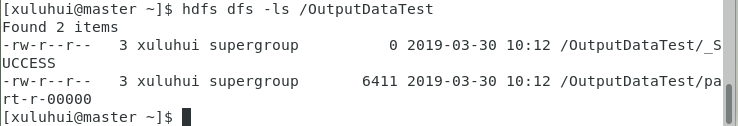 [xuluhui@master ~]$ hdfs dfs -ls /OutputDataTest
Found 2 items
-rw-r--r--   3 xuluhui supergroup          0 2019-03-30 10:12 /OutputDataTest/_S
UCCESS
-rw-r--r--   3 xuluhui supergroup       6411 2019-03-30 10:12 /OutputDataTest/pa
rt-r-00000
[xuluhui@master ~]$